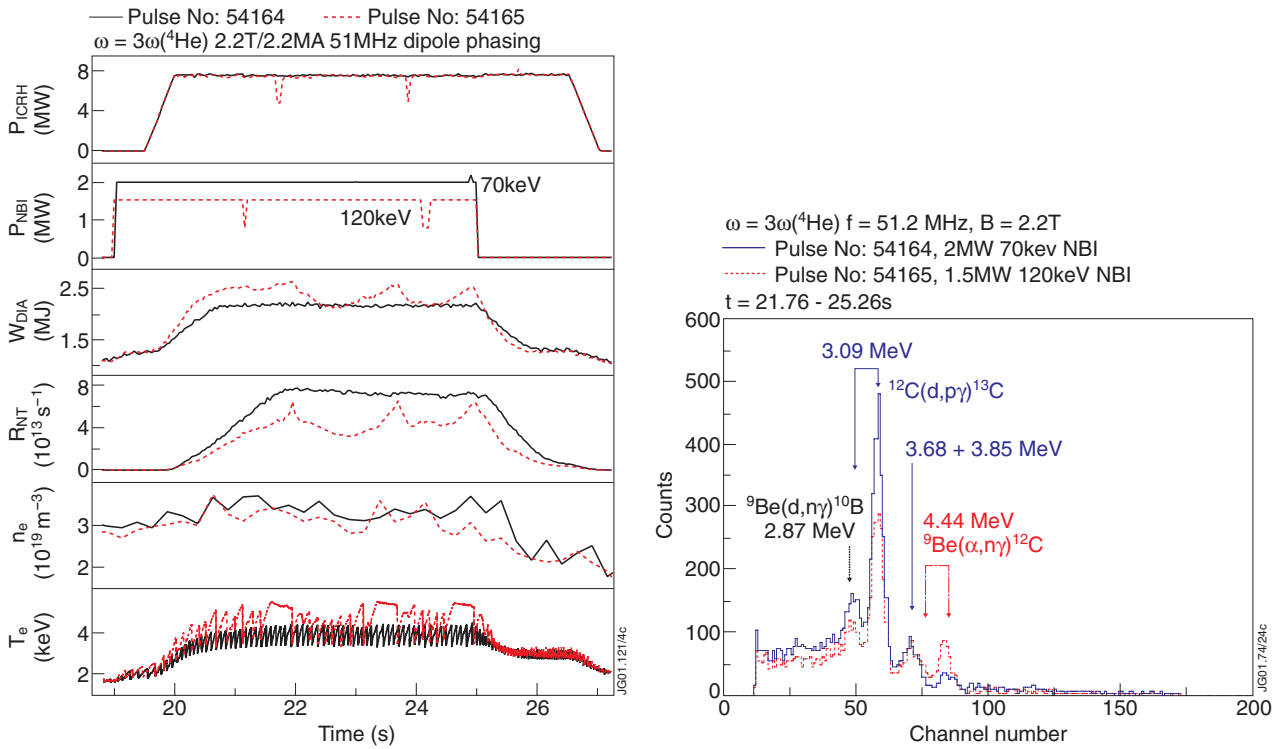 Pulse No: 54164 Pulse No: 54165
ω = 3ω(⁴He) 2.2T/2.2MA 51MHz dipole phasing
P_ICRH
(MW)
8
4
0
P_NBI
(MW)
2
1
0
70keV
120keV
W_DIA
(MJ)
2.5
1.5
R_NT
(10¹³ s⁻¹)
8
4
0
n_e
(10¹⁹ m⁻³)
3
2
T_e
(keV)
4
2
20 22 24 26
Time (s)
JG01.121/4c
ω = 3ω(⁴He) f = 51.2 MHz, B = 2.2T
Pulse No: 54164, 2MW 70kev NBI
Pulse No: 54165, 1.5MW 120keV NBI
t = 21.76 - 25.26s
600
500
400
300
200
100
0
Counts
3.09 MeV
¹²C(d,pγ)¹³C
3.68 + 3.85 MeV
⁹Be(d,nγ)¹⁰B
2.87 MeV
4.44 MeV
⁹Be(α,nγ)¹²C
0 50 100 150 200
Channel number
JG01.74/24c